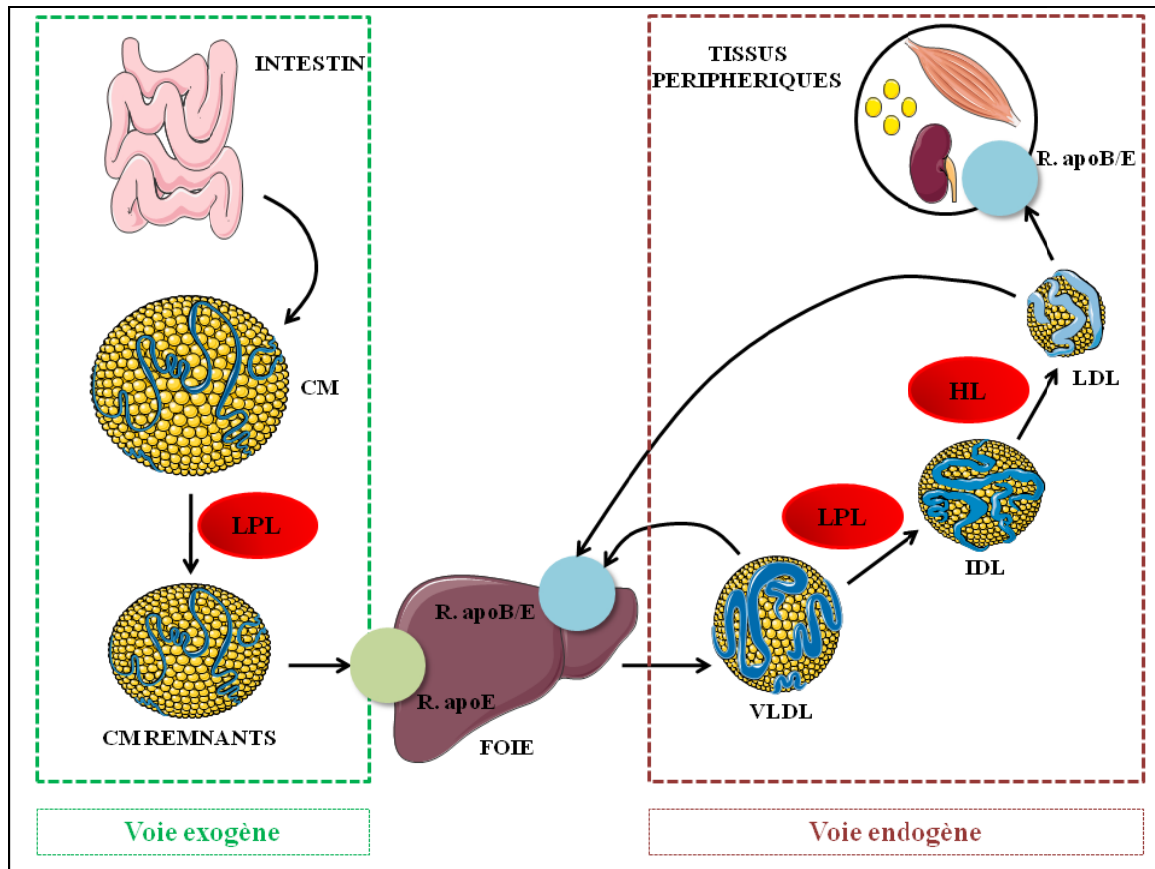 INTESTIN
CM
LPL
CM REMNANTS
R. apoE
R. apoB/E
FOIE
VLDL
LPL
IDL
HL
LDL
R. apoB/E
TISSUS
PERIPHERIQUES
Voie exogène
Voie endogène